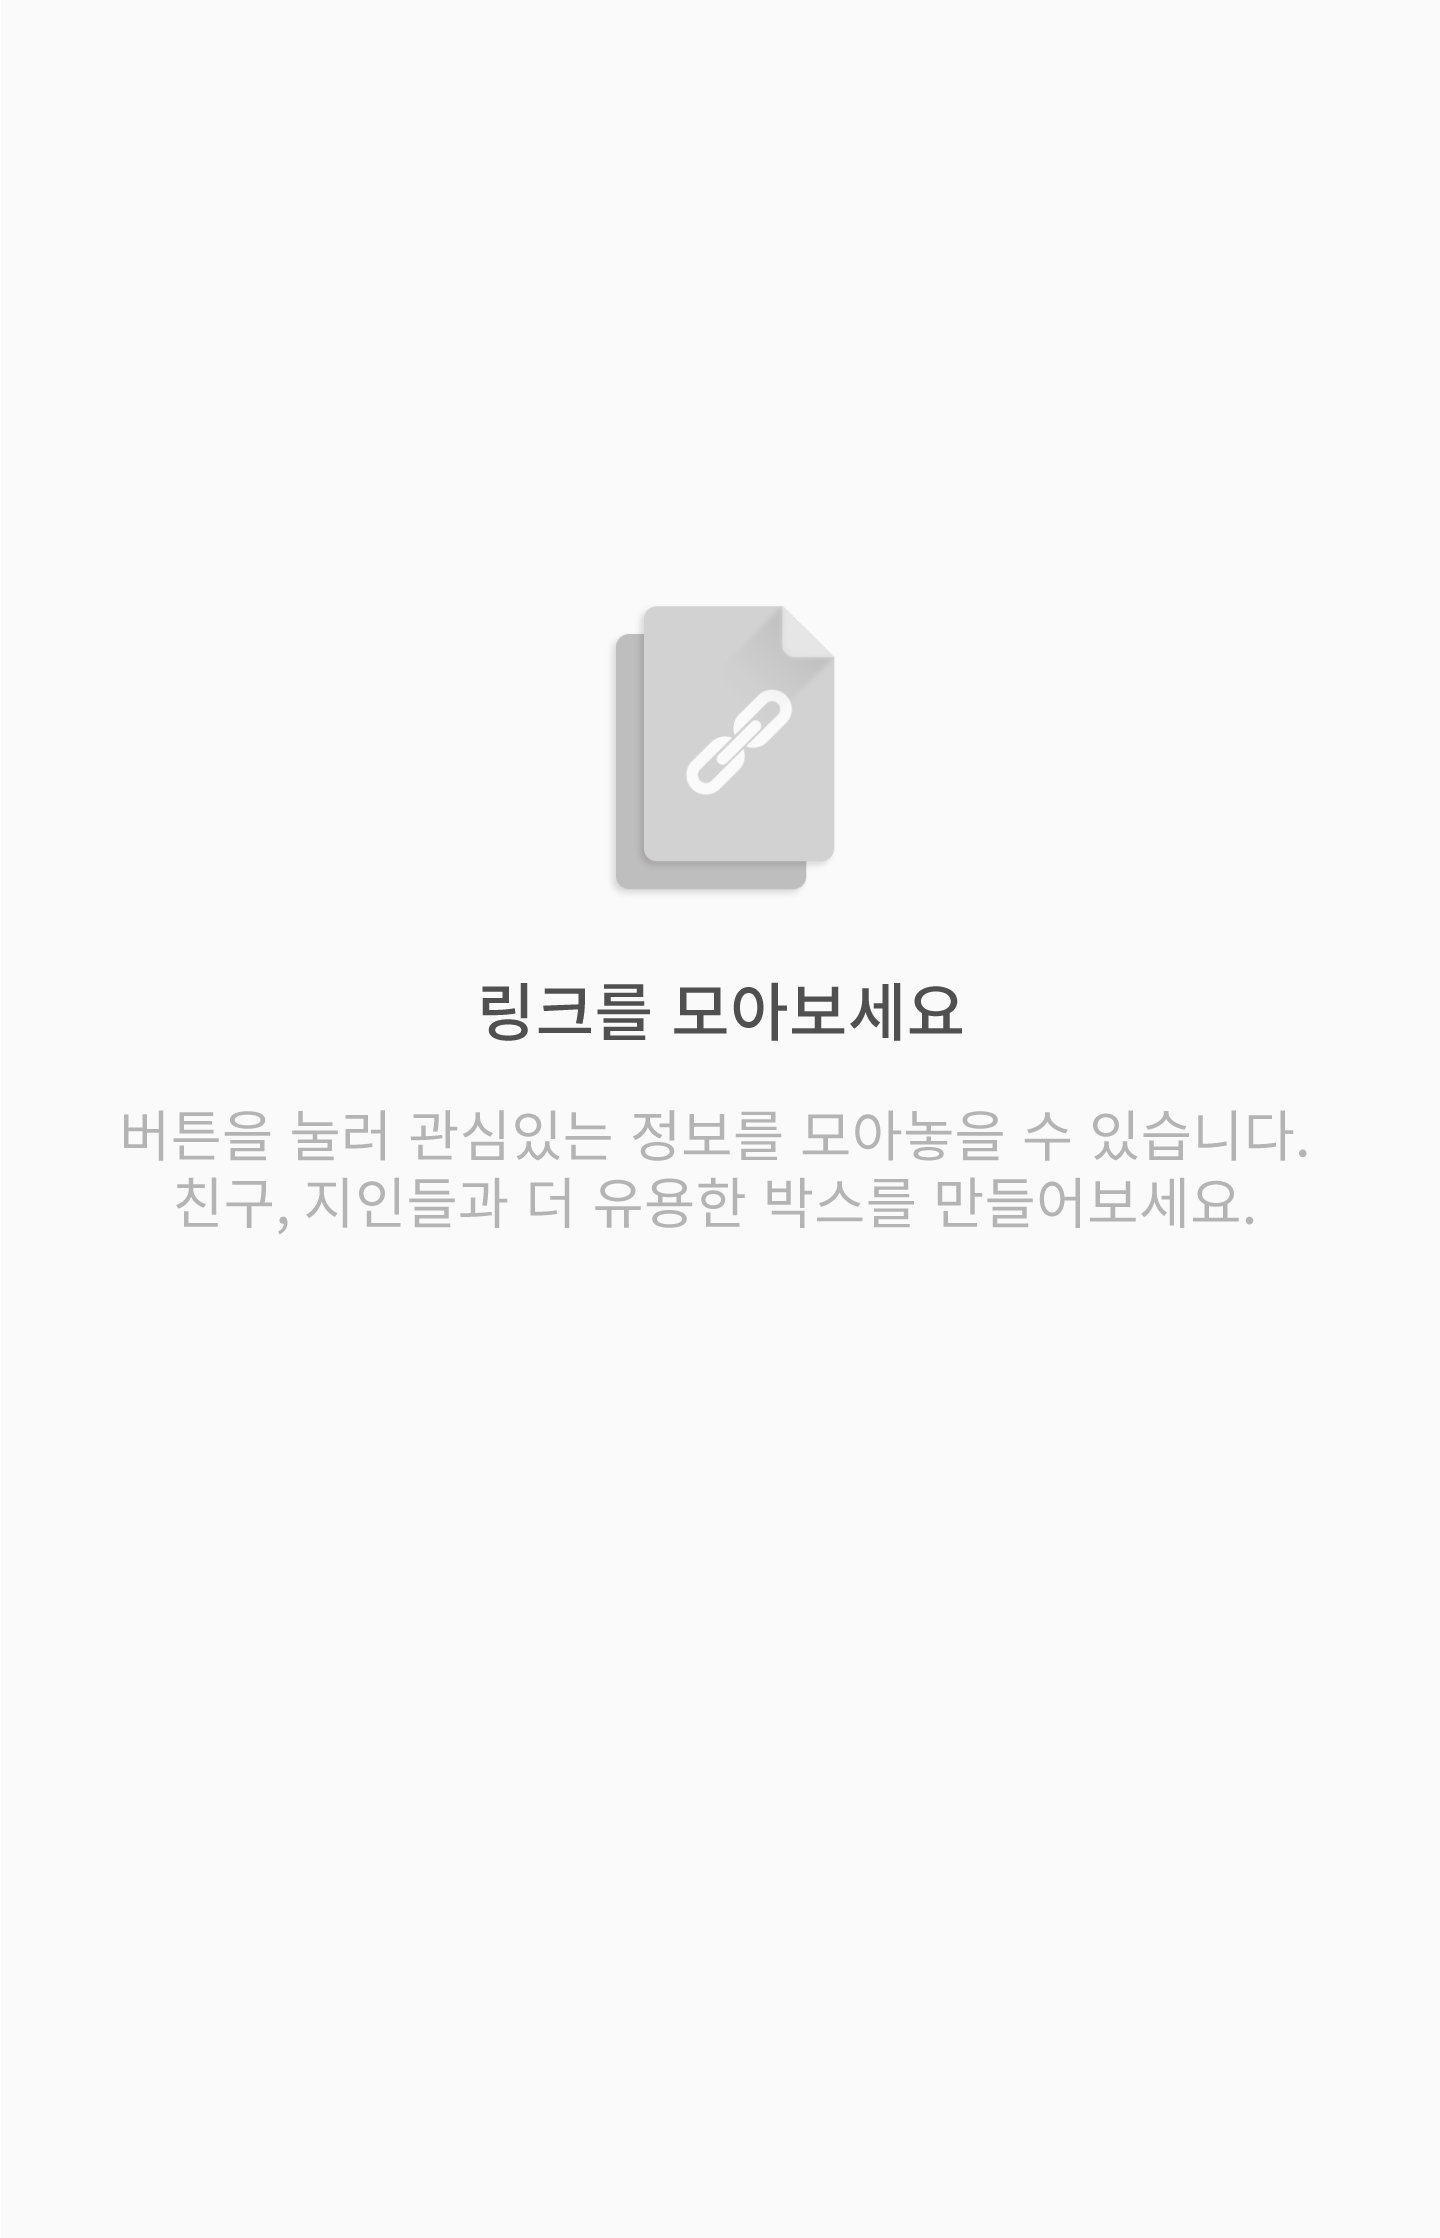 링크를 모아보세요
버튼을 눌러 관심있는 정보를 모아놓을 수 있습니다.
친구, 지인들과 더 유용한 박스를 만들어보세요.